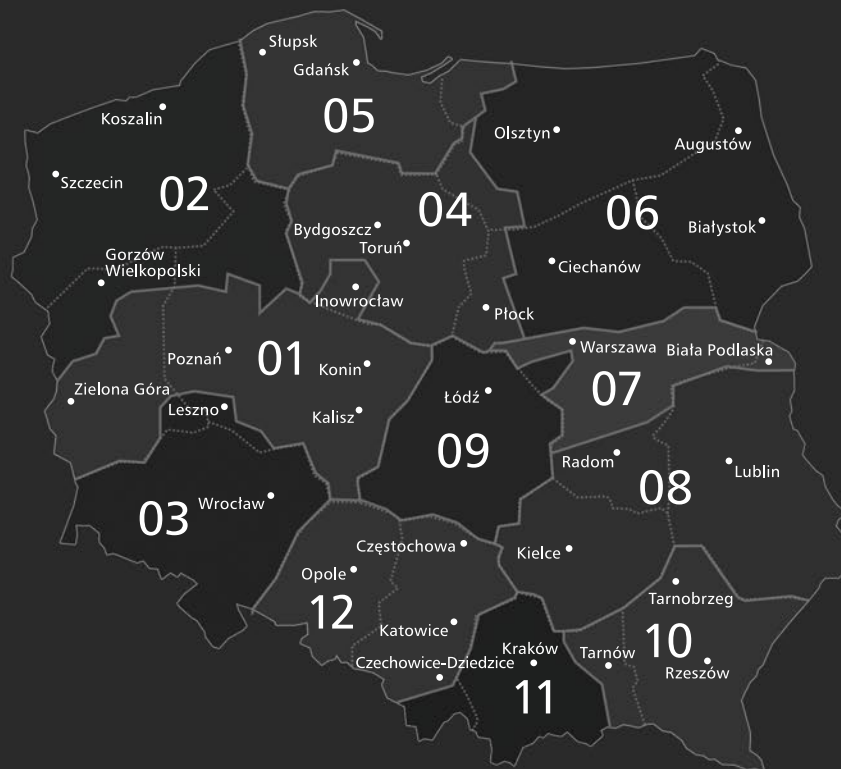 Słupsk
Gdańsk
05
Koszalin
Olsztyn
Augustów
Szczecin
02
04
06
Bydgoszcz
Toruń
Białystok
Gorzów
Wielkopolski
Ciechanów
Inowrocław
Płock
Poznań
01
Konin
Warszawa
Biała Podlaska
07
Zielona Góra
Leszno
Kalisz
Łódź
09
Radom
08
Lublin
03
Wrocław
Częstochowa
Kielce
Opole
12
Tarnobrzeg
Katowice
10
Kraków
Tarnów
Rzeszów
Czechowice-Dziedzice
11